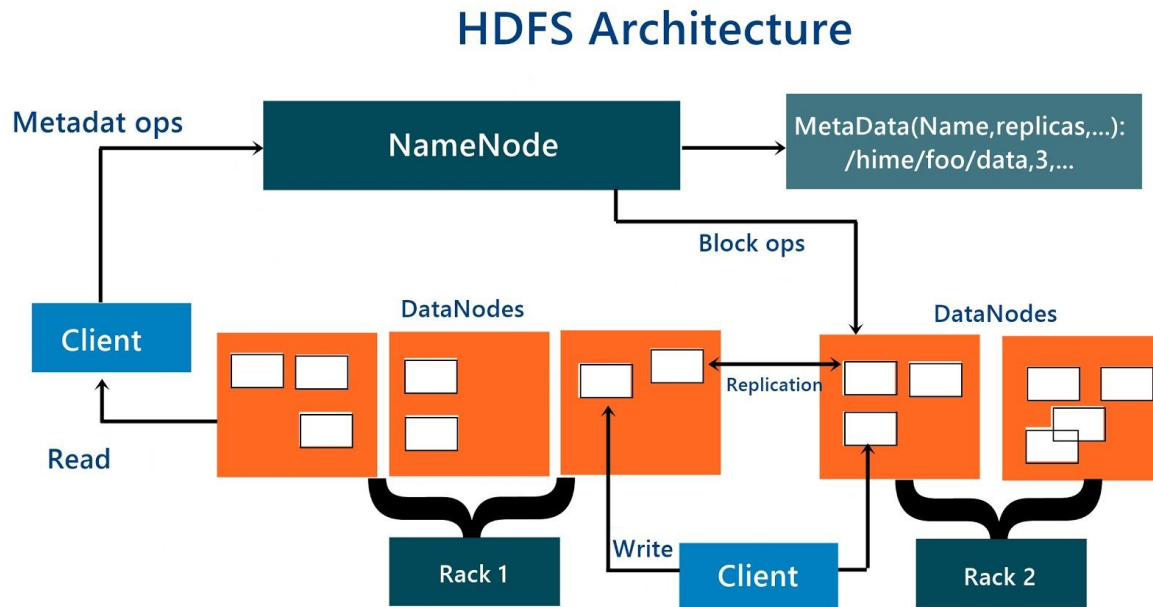 HDFS Architecture
Metadat ops
NameNode
MetaData(Name,replicas,...):
/hime/foo/data,3,...
Block ops
Client
DataNodes
DataNodes
Replication
Read
Rack 1
Write
Client
Rack 2